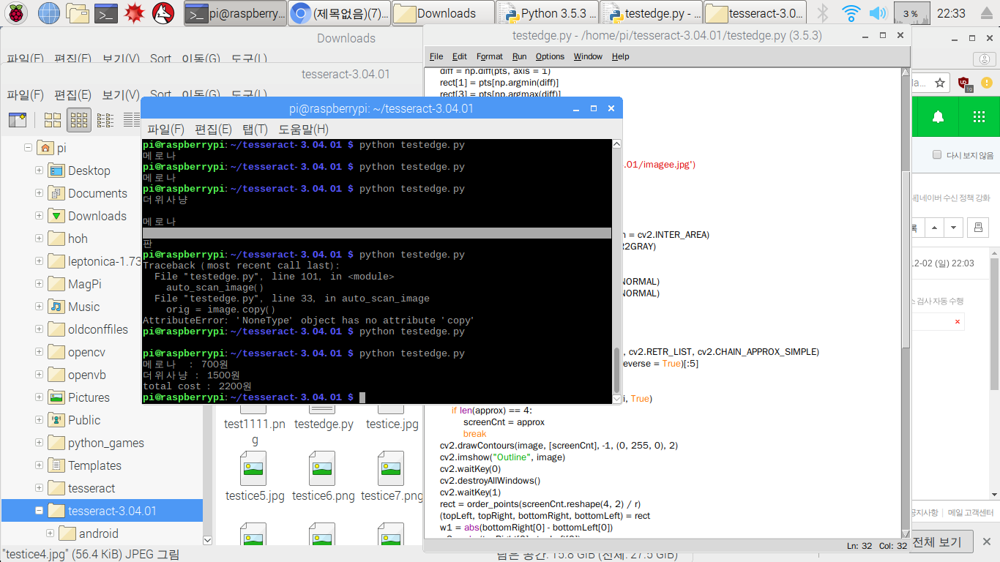 pi@raspberry...
(제목없음)(7)...
Downloads
Python 3.5.3 ...
testedge.py - ...
tesseract-3.0...
3 %
22:33
Downloads
파일(F) 편집(E) 보기(V) Sort 이동(G) 도구(L)
tesseract-3.04.01
파일(F) 편집(E) 보기(V) Sort 이동(G) 도구(L)
pi
Desktop
Documents
Downloads
hoh
leptonica-1.73
MagPi
Music
oldconffiles
opencv
openvb
Pictures
Public
python_games
Templates
tesseract
tesseract-3.04.01
android
"testice4.jpg" (56.4 KiB) JPEG 그림
남은 공간: 15.8 GiB (전체: 27.5 GiB)
test1111.pn
g
testedge.py
testice.jpg
testice5.jpg
testice6.png
testice7.png
pi@raspberrypi: ~/tesseract-3.04.01
파일(F) 편집(E) 탭(T) 도움말(H)
pi@raspberrypi:~/tesseract-3.04.01 $ python testedge.py
메로나
pi@raspberrypi:~/tesseract-3.04.01 $ python testedge.py
메로나
pi@raspberrypi:~/tesseract-3.04.01 $ python testedge.py
더위사냥
메로나
판
pi@raspberrypi:~/tesseract-3.04.01 $ python testedge.py
Traceback (most recent call last):
File "testedge.py", line 101, in <module>
auto_scan_image()
File "testedge.py", line 33, in auto_scan_image
orig = image.copy()
AttributeError: 'NoneType' object has no attribute 'copy'
pi@raspberrypi:~/tesseract-3.04.01 $ python testedge.py
pi@raspberrypi:~/tesseract-3.04.01 $ python testedge.py
메로나 : 700원
더위사냥 : 1500원
total cost : 2200원
pi@raspberrypi:~/tesseract-3.04.01 $
testedge.py - /home/pi/tesseract-3.04.01/testedge.py (3.5.3)
File Edit Format Run Options Window Help
diff = np.diff(pts, axis = 1)
rect[1] = pts[np.argmin(diff)]
rect[3] = pts[np.argmax(diff)]
.01/imagee.jpg')
n = cv2.INTER_AREA)
R2GRAY)
NORMAL)
NORMAL)
, cv2.RETR_LIST, cv2.CHAIN_APPROX_SIMPLE)
everse = True)[:5]
i, True)
if len(approx) == 4:
screenCnt = approx
break
cv2.drawContours(image, [screenCnt], -1, (0, 255, 0), 2)
cv2.imshow("Outline", image)
cv2.waitKey(0)
cv2.destroyAllWindows()
cv2.waitKey(1)
rect = order_points(screenCnt.reshape(4, 2) / r)
(topLeft, topRight, bottomRight, bottomLeft) = rect
w1 = abs(bottomRight[0] - bottomLeft[0])
Ln: 32 Col: 32
la...
19
다시 보지 않음
내] 네이버 수신 정책 강화
목록
12-02 (일) 22:03
스 검사 자동 수행
공지사항 | 메일 고객센터
전체 보기